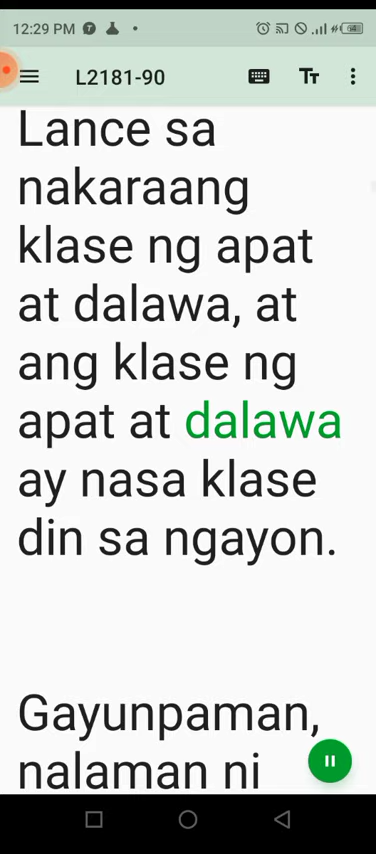 12:29 PM
L2181-90
Lance sa
nakaraang
klase ng apat
at dalawa, at
ang klase ng
apat at dalawa
ay nasa klase
din sa ngayon.
Gayunpaman,
nalaman ni